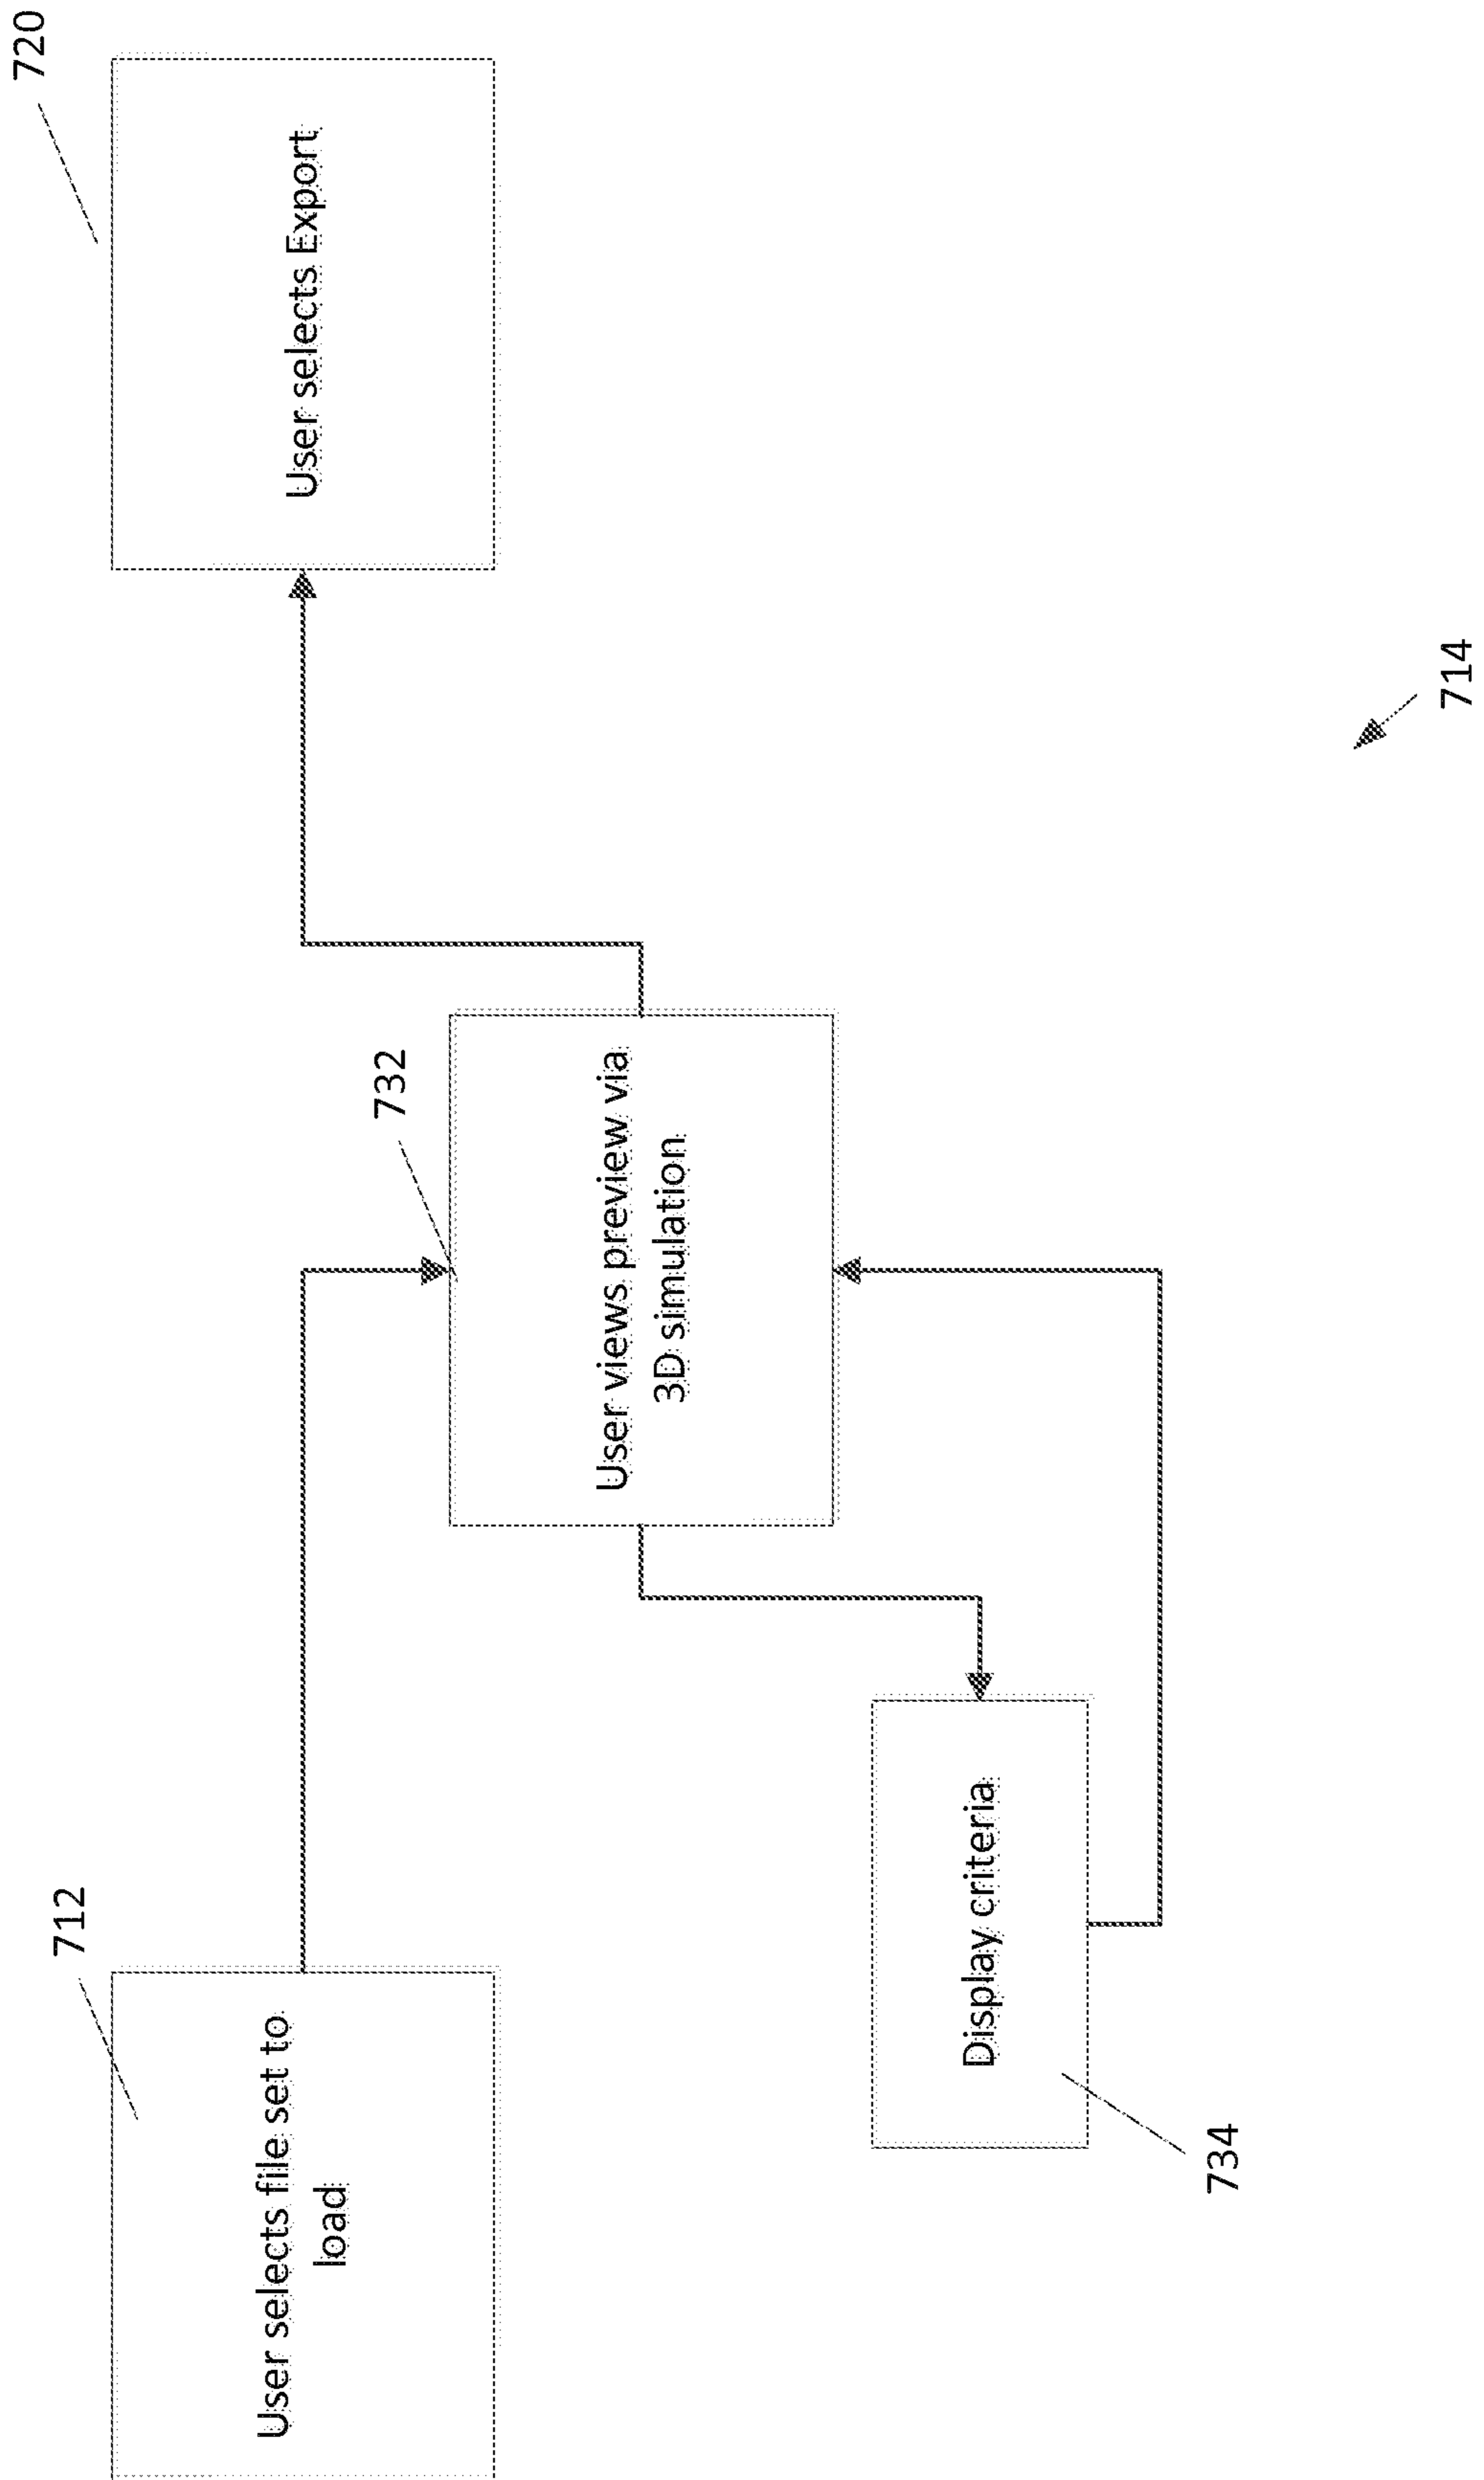 712
User selects file set to
load
732
User views preview via
3D simulation
720
User selects Export
734
Display criteria
714